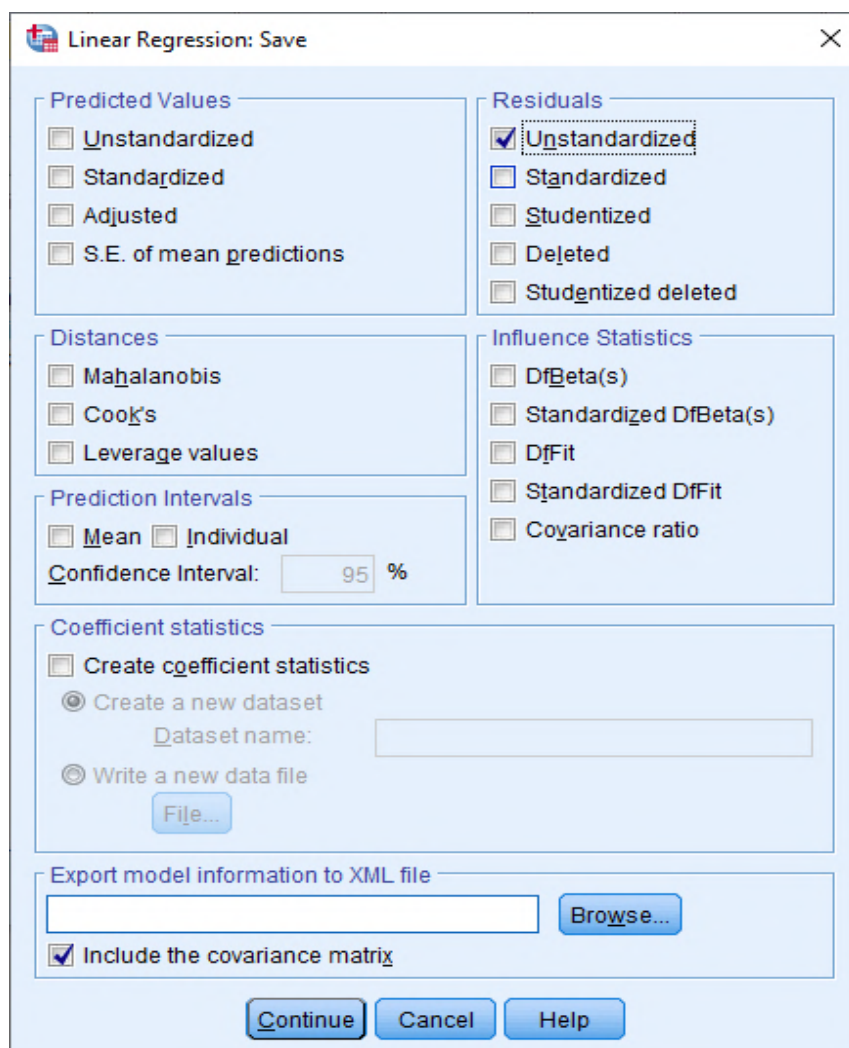 Linear Regression: Save
Predicted Values
Unstandardized
Standardized
Adjusted
S.E. of mean predictions
Residuals
Unstandardized
Standardized
Studentized
Deleted
Studentized deleted
Distances
Mahalanobis
Cook's
Leverage values
Influence Statistics
DfBeta(s)
Standardized DfBeta(s)
DfFit
Standardized DfFit
Covariance ratio
Prediction Intervals
Mean Individual
Confidence Interval: 95 %
Coefficient statistics
Create coefficient statistics
Create a new dataset
Dataset name:
Write a new data file
File...
Export model information to XML file
Browse...
Include the covariance matrix
Continue Cancel Help